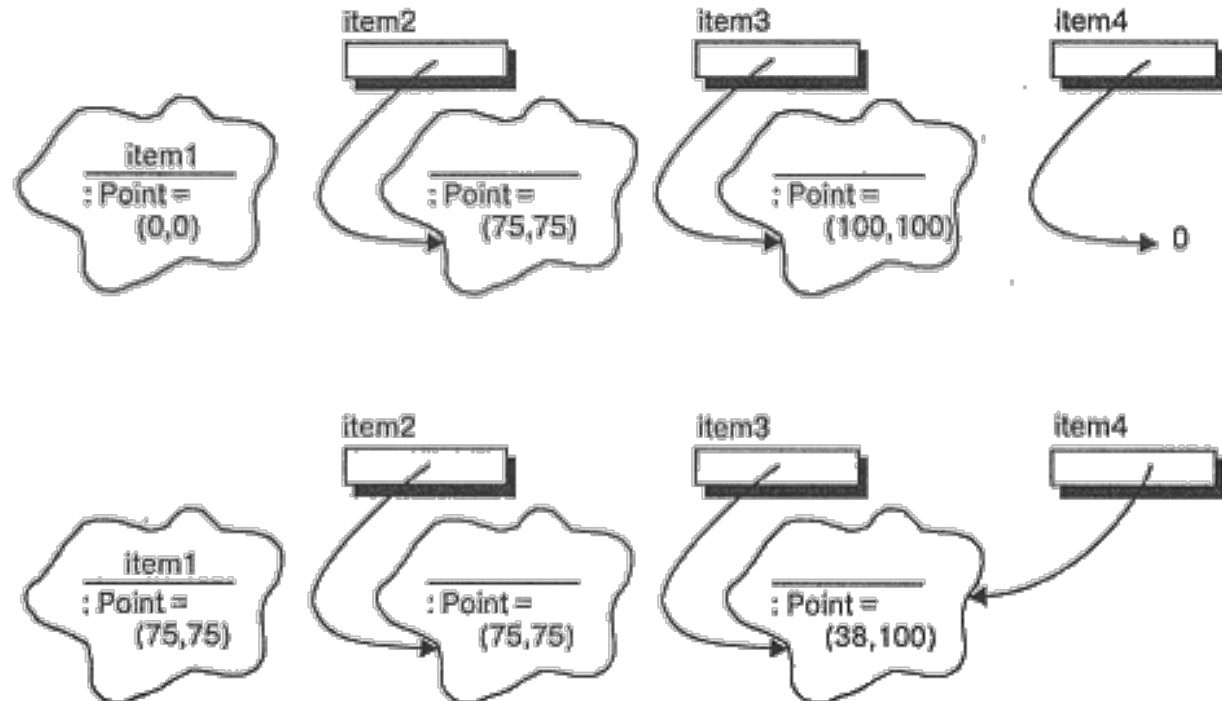 item2
item3
item4
item1
: Point =
(0,0)
: Point =
(75,75)
: Point =
(100,100)
0
item2
item3
item4
item1
: Point =
(75,75)
: Point =
(75,75)
: Point =
(38,100)